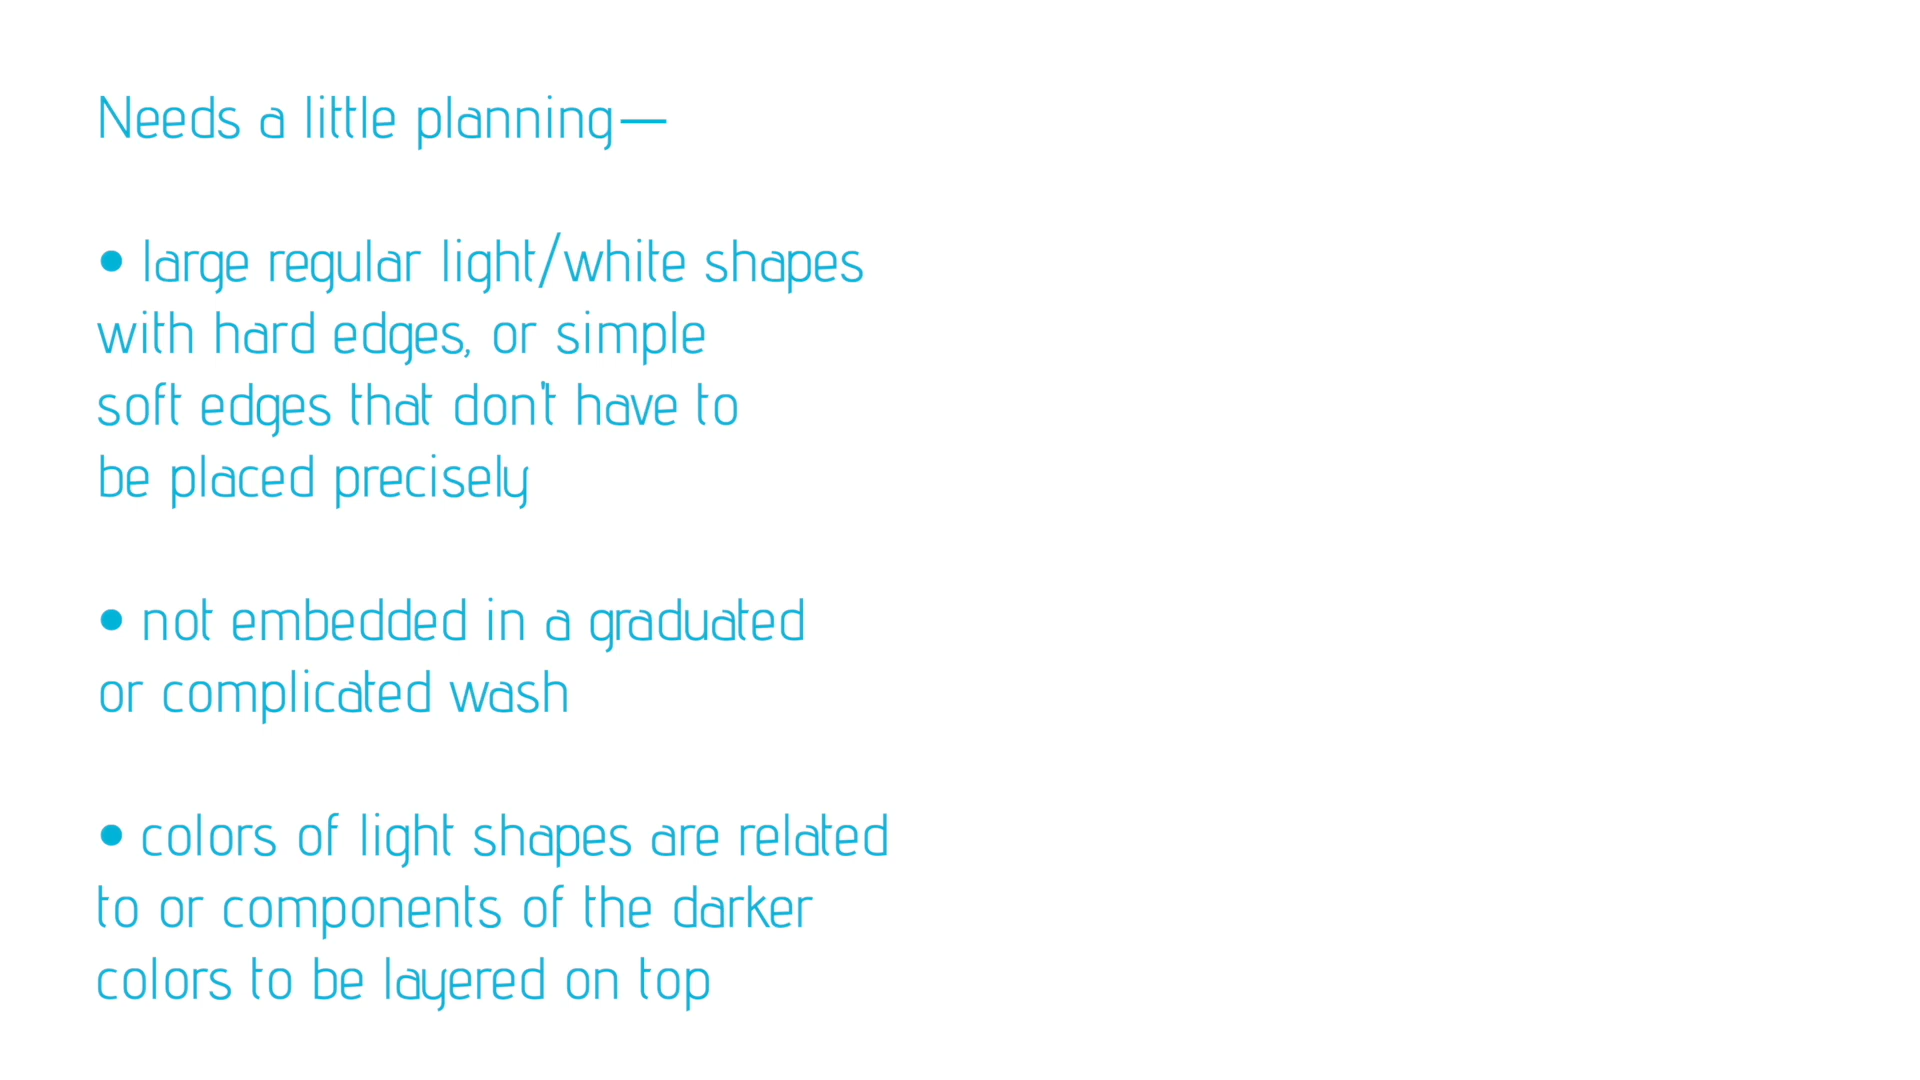 Needs a little planning—
• large regular light/white shapes
with hard edges, or simple
soft edges that don't have to
be placed precisely
• not embedded in a graduated
or complicated wash
• colors of light shapes are related
to or components of the darker
colors to be layered on top